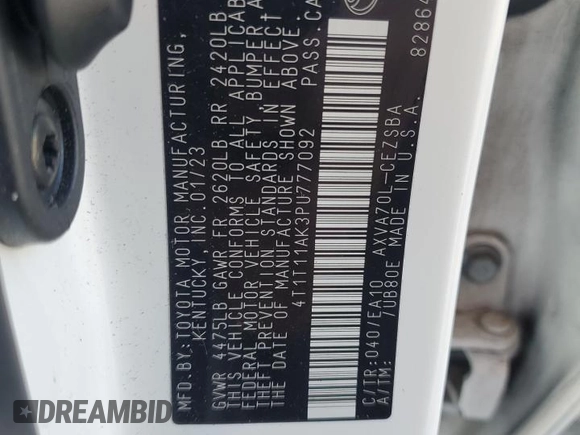 MFD. BY: TOYOTA MOTOR MANUFACTURING,
KENTUCKY, INC. 01/23
GVWR 4475LB GAWR FR 2620LB RR 2420LB
THIS VEHICLE CONFORMS TO ALL APPLICAB
FEDERAL MOTOR VEHICLE SAFETY, BUMPER, A
THEFT PREVENTION STANDARDS IN EFFECT
THE DATE OF MANUFACTURE SHOWN ABOVE.
4T1T11AK3PU777092 PASS.CA
C/TR:040/EA10 AXVA70L-CEZSBA
A/TM: /DB80E MADE IN U.S.A. 82864
DREAMBID